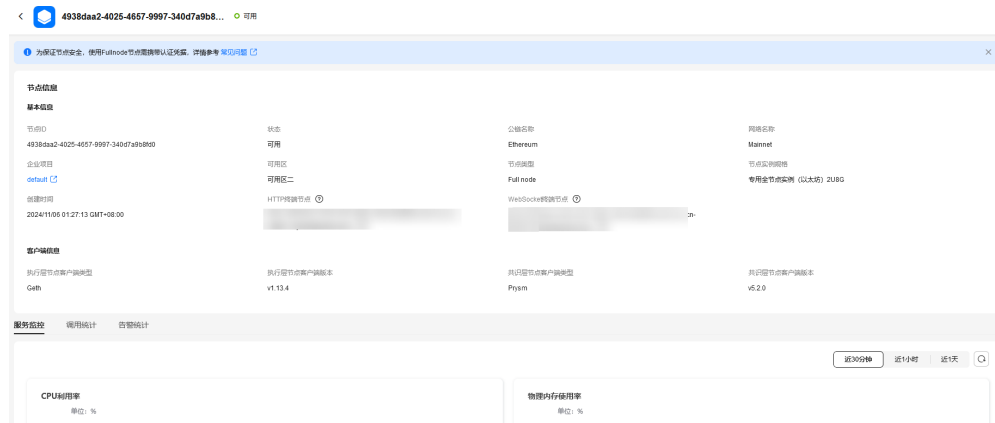 4938daa2-4025-4657-9997-340d7a9b8... 可用
为保证节点安全，使用Fullnode节点需携带认证凭据，详情参考 常见问题
节点信息
基本信息
节点ID 状态 公链名称 网络名称
4938daa2-4025-4657-9997-340d7a9b8fd0 可用 Ethereum Mainnet
企业项目 可用区 节点类型 节点实例规格
default 可用区二 Full node 专用全节点实例（以太坊）2U8G
创建时间 HTTP终端节点 WebSocket终端节点
2024/11/06 01:27:13 GMT+08:00 cn-
客户端信息
执行层节点客户端类型 执行层节点客户端版本 共识层节点客户端类型 共识层节点客户端版本
Geth v1.13.4 Prysm v5.2.0
服务监控 调用统计 告警统计
近30分钟 近1小时 近1天
CPU利用率 物理内存使用率
单位：% 单位：%